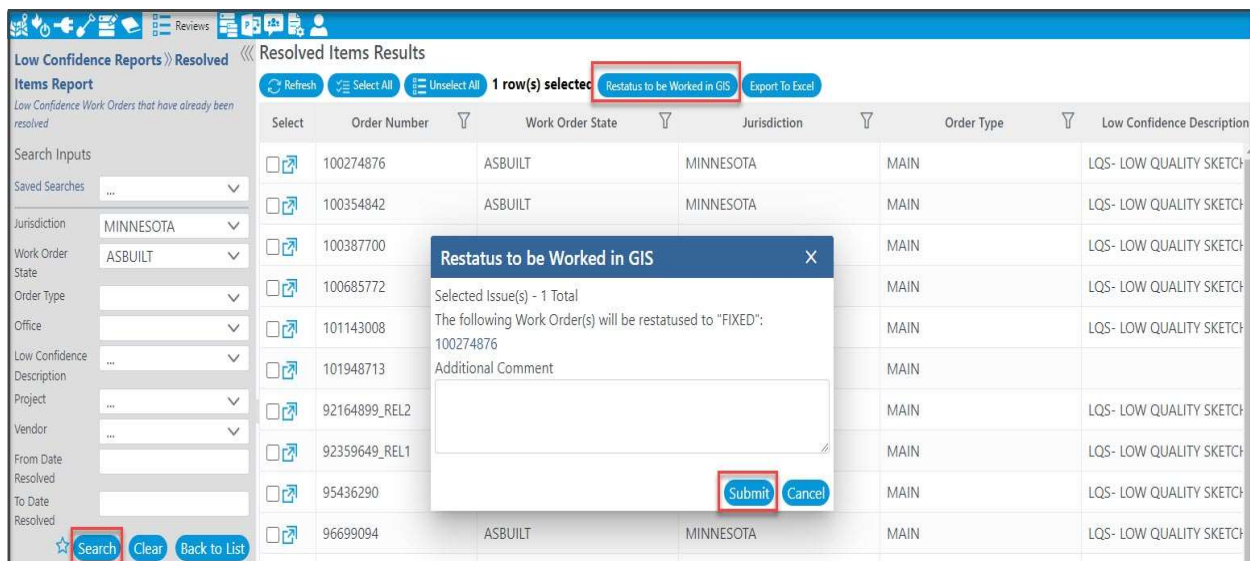 Reviews
Low Confidence Reports》Resolved
Items Report
Low Confidence Work Orders that have already been
resolved
Search Inputs
Saved Searches ...
Jurisdiction MINNESOTA
Work Order
State ASBUILT
Order Type
Office
Low Confidence
Description ...
Project ...
Vendor ...
From Date
Resolved
To Date
Resolved
Search Clear Back to List
Resolved Items Results
Refresh Select All Unselect All 1 row(s) selected Restatus to be Worked in GIS Export To Excel
Select Order Number Work Order State Jurisdiction Order Type Low Confidence Description
100274876 ASBUILT MINNESOTA MAIN LQS- LOW QUALITY SKETCH
100354842 ASBUILT MINNESOTA MAIN LQS- LOW QUALITY SKETCH
100387700 MAIN LQS- LOW QUALITY SKETCH
100685772 MAIN LQS- LOW QUALITY SKETCH
101143008 MAIN LQS- LOW QUALITY SKETCH
101948713 MAIN
92164899_REL2 MAIN LQS- LOW QUALITY SKETCH
92359649_REL1 MAIN LQS- LOW QUALITY SKETCH
95436290 MAIN LQS- LOW QUALITY SKETCH
96699094 ASBUILT MINNESOTA MAIN LQS- LOW QUALITY SKETCH
Restatus to be Worked in GIS X
Selected Issue(s) - 1 Total
The following Work Order(s) will be restatused to "FIXED":
100274876
Additional Comment
Submit Cancel